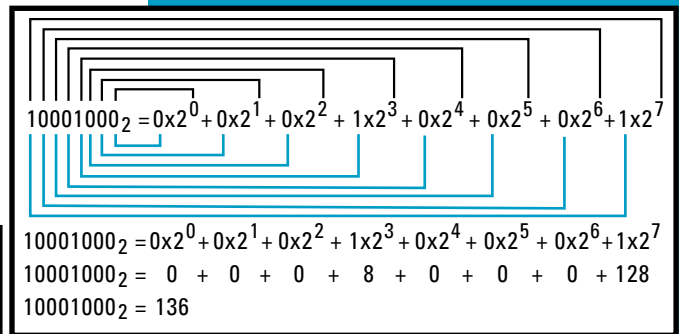 10001000₂ = 0x2⁰ + 0x2¹ + 0x2² + 1x2³ + 0x2⁴ + 0x2⁵ + 0x2⁶ + 1x2⁷
10001000₂ = 0x2⁰ + 0x2¹ + 0x2² + 1x2³ + 0x2⁴ + 0x2⁵ + 0x2⁶ + 1x2⁷
10001000₂ = 0 + 0 + 0 + 8 + 0 + 0 + 0 + 128
10001000₂ = 136